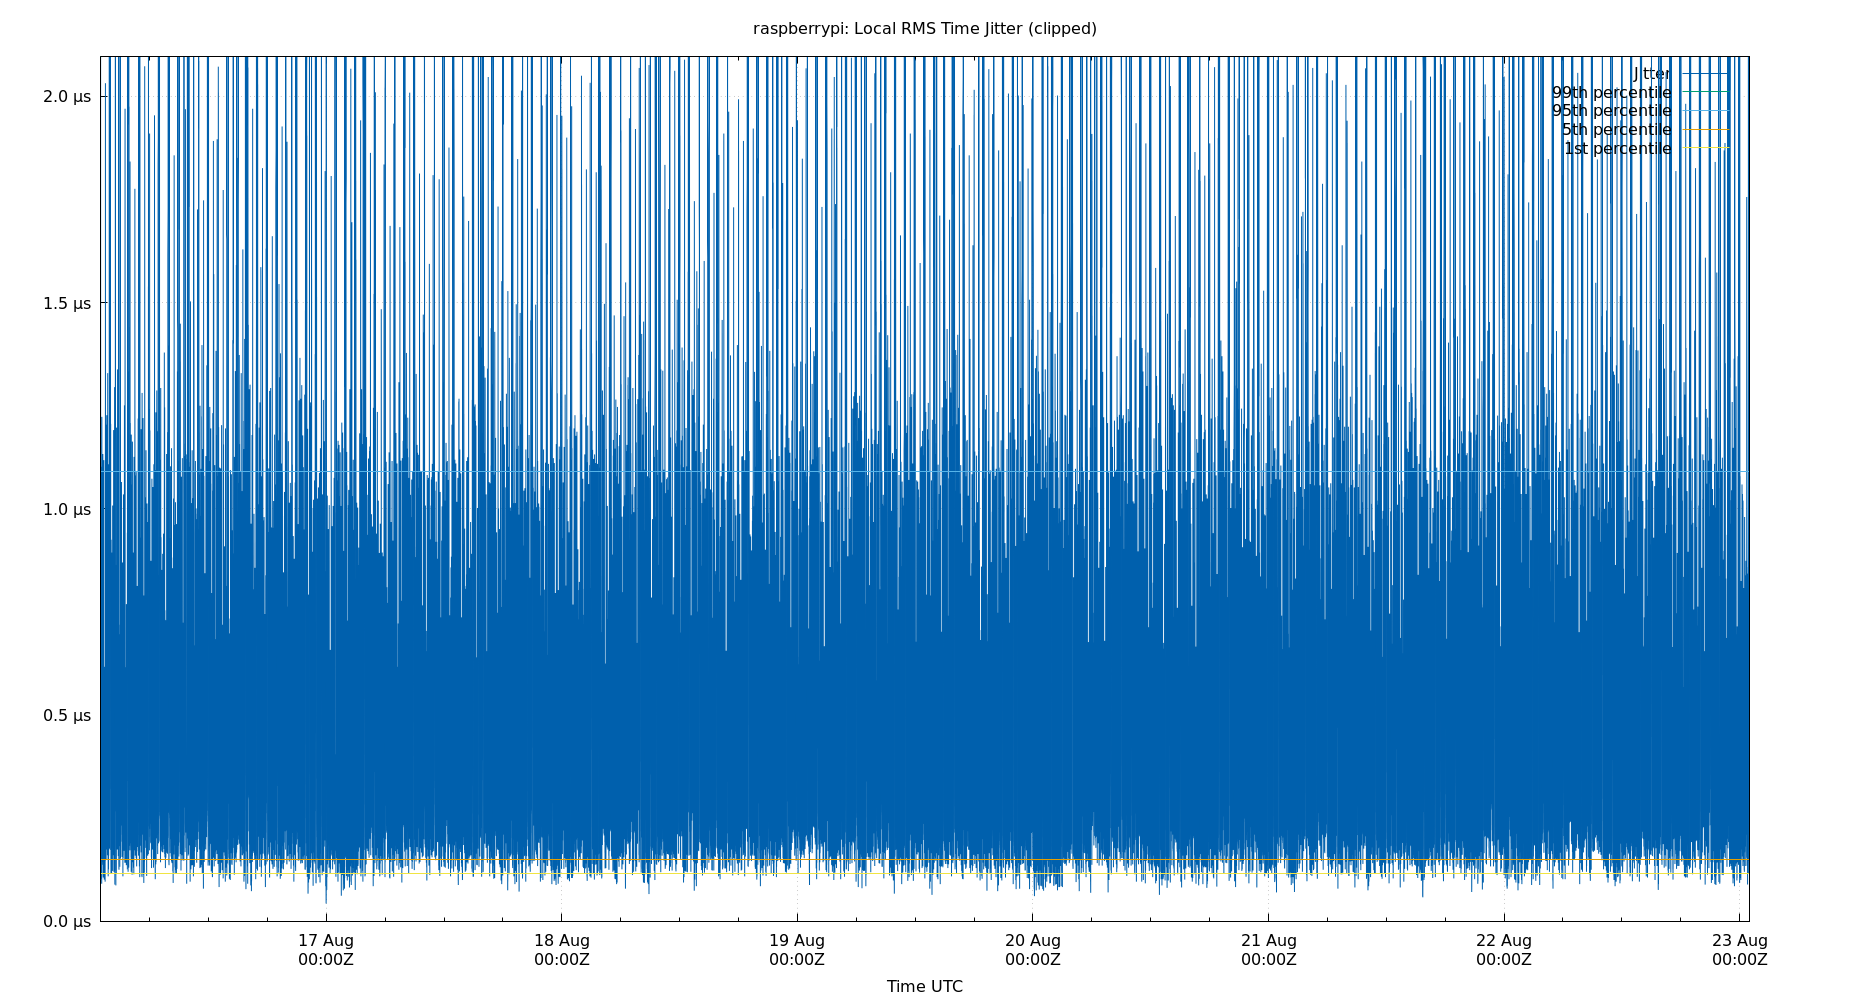 raspberrypi: Local RMS Time Jitter (clipped)
2.0 µs
1.5 µs
1.0 µs
0.5 µs
0.0 µs
Jitter
99th percentile
95th percentile
5th percentile
1st percentile
17 Aug
00:00Z
18 Aug
00:00Z
19 Aug
00:00Z
20 Aug
00:00Z
21 Aug
00:00Z
22 Aug
00:00Z
23 Aug
00:00Z
Time UTC